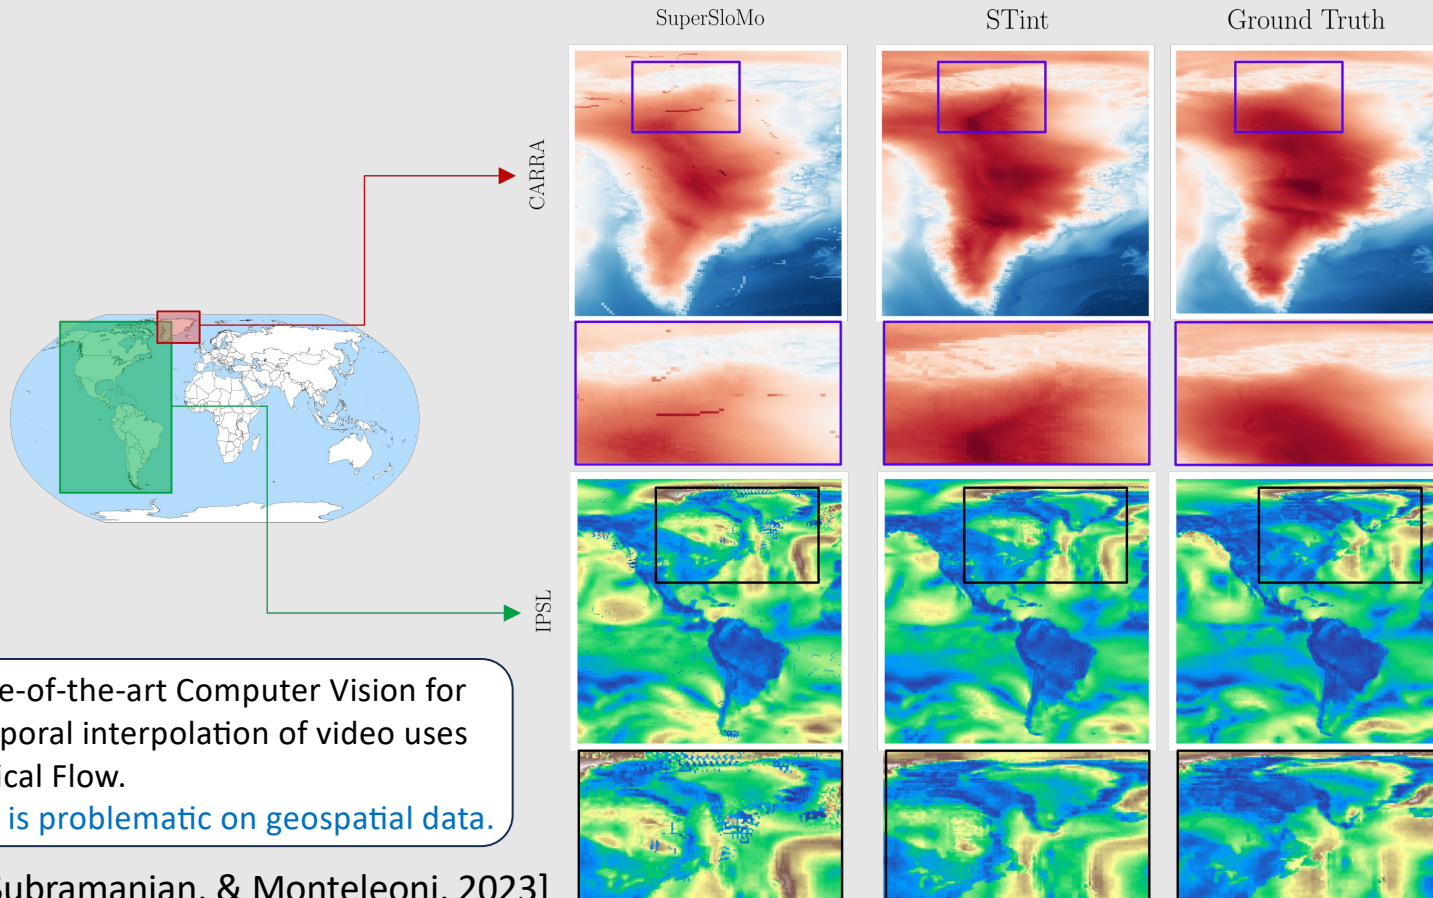 SuperSloMo
STint
Ground Truth
CARRA
IPSL
e-of-the-art Computer Vision for
poral interpolation of video uses
ical Flow.
is problematic on geospatial data.
Subramanian, & Monteleoni, 2023]